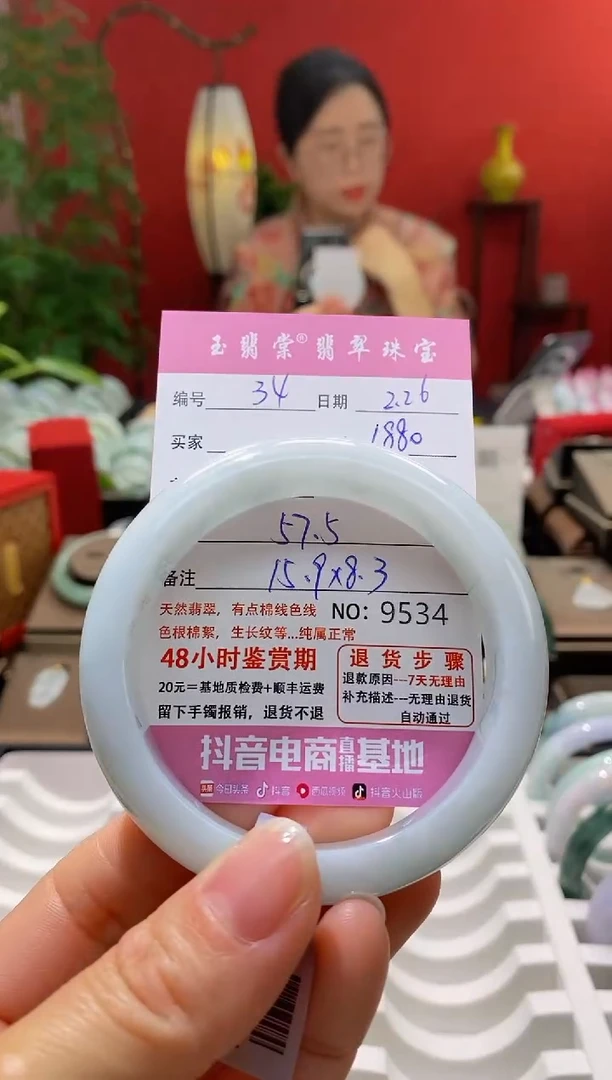 玉翡棠®翡翠珠宝
编号 34 日期 2.26
买家 1880
57.5
备注 15.9x8.3
天然翡翠，有点棉线色线 NO: 9534
色根棉絮，生长纹等...纯属正常
48小时鉴赏期
20元=基地质检费+顺丰运费
留下手镯报销，退货不退
退货步骤
退款原因---7天无理由
补充描述---无理由退货
自动通过
抖音电商直播基地
头条 今日头条 抖音 西瓜视频 抖音火山版